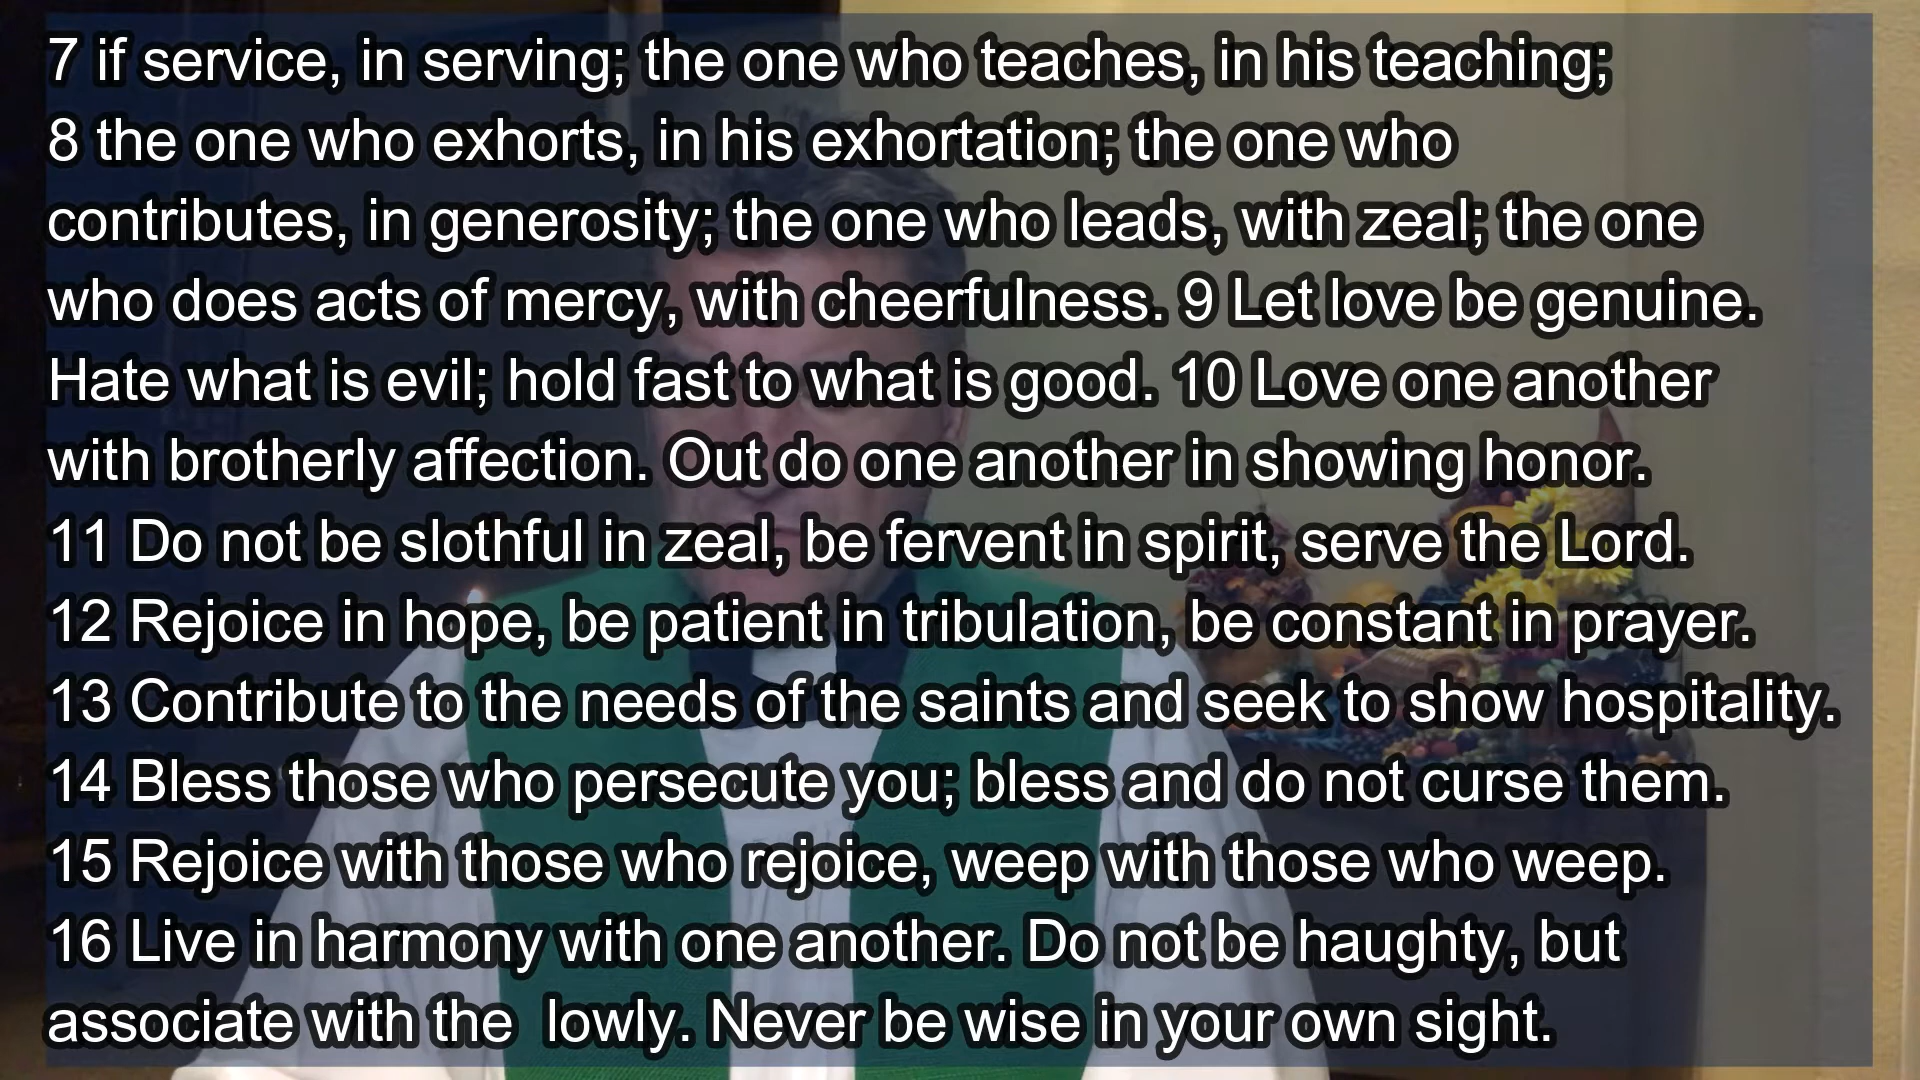 7 if service, in serving; the one who teaches, in his teaching;
8 the one who exhorts, in his exhortation; the one who
contributes, in generosity; the one who leads, with zeal; the one
who does acts of mercy, with cheerfulness. 9 Let love be genuine.
Hate what is evil; hold fast to what is good. 10 Love one another
with brotherly affection. Out do one another in showing honor.
11 Do not be slothful in zeal, be fervent in spirit, serve the Lord.
12 Rejoice in hope, be patient in tribulation, be constant in prayer.
13 Contribute to the needs of the saints and seek to show hospitality.
14 Bless those who persecute you; bless and do not curse them.
15 Rejoice with those who rejoice, weep with those who weep.
16 Live in harmony with one another. Do not be haughty, but
associate with the  lowly. Never be wise in your own sight.